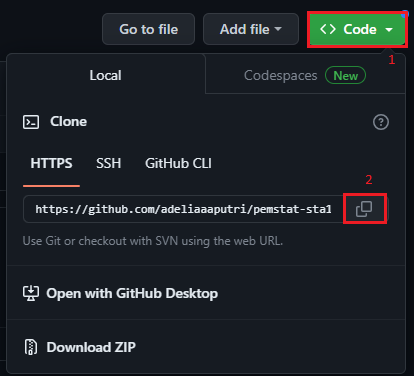 Go to file Add file <> Code
1
Local Codespaces New
Clone
HTTPS SSH GitHub CLI
2
https://github.com/adeliaaaputri/pemstat-sta1
Use Git or checkout with SVN using the web URL.
Open with GitHub Desktop
Download ZIP